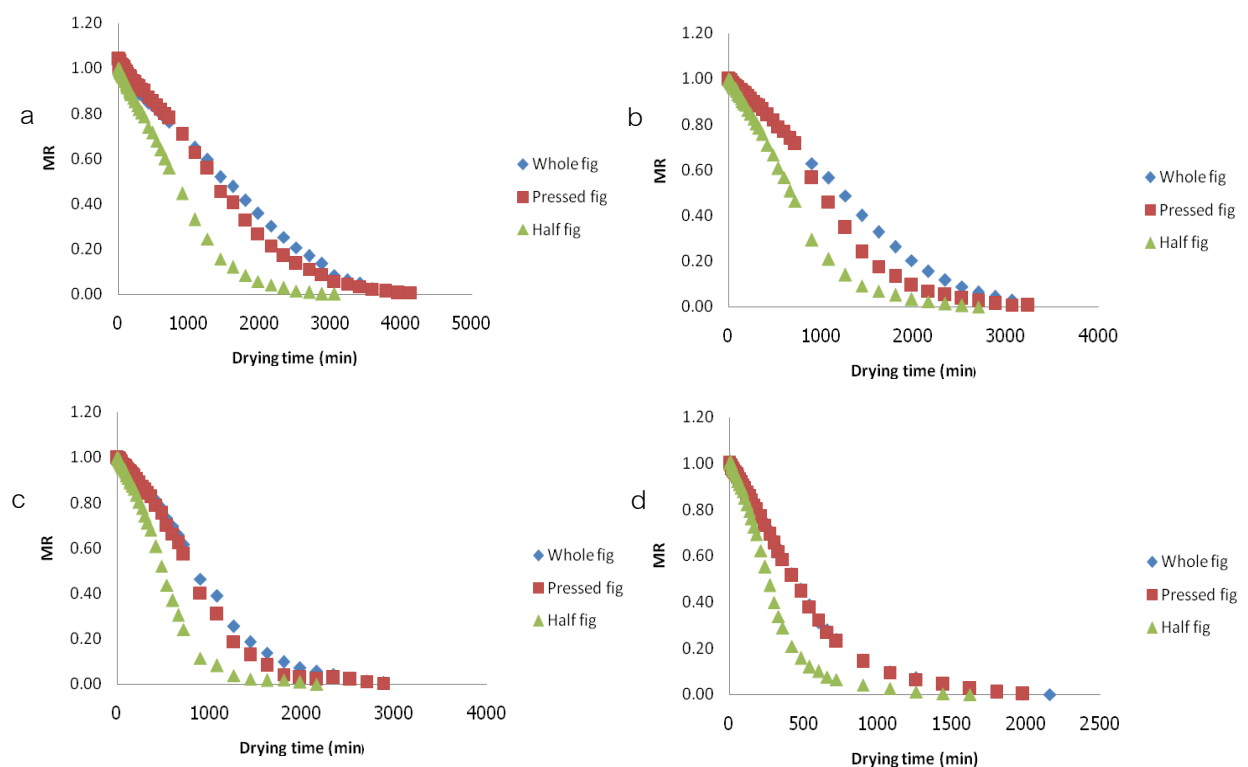 a
1.20
1.00
0.80
0.60
0.40
0.20
0.00
MR
0 1000 2000 3000 4000 5000
Drying time (min)
Whole fig
Pressed fig
Half fig
b
1.20
1.00
0.80
0.60
0.40
0.20
0.00
MR
0 1000 2000 3000 4000
Drying time (min)
Whole fig
Pressed fig
Half fig
c
1.20
1.00
0.80
0.60
0.40
0.20
0.00
MR
0 1000 2000 3000 4000
Drying time (min)
Whole fig
Pressed fig
Half fig
d
1.20
1.00
0.80
0.60
0.40
0.20
0.00
MR
0 500 1000 1500 2000 2500
Drying time (min)
Whole fig
Pressed fig
Half fig